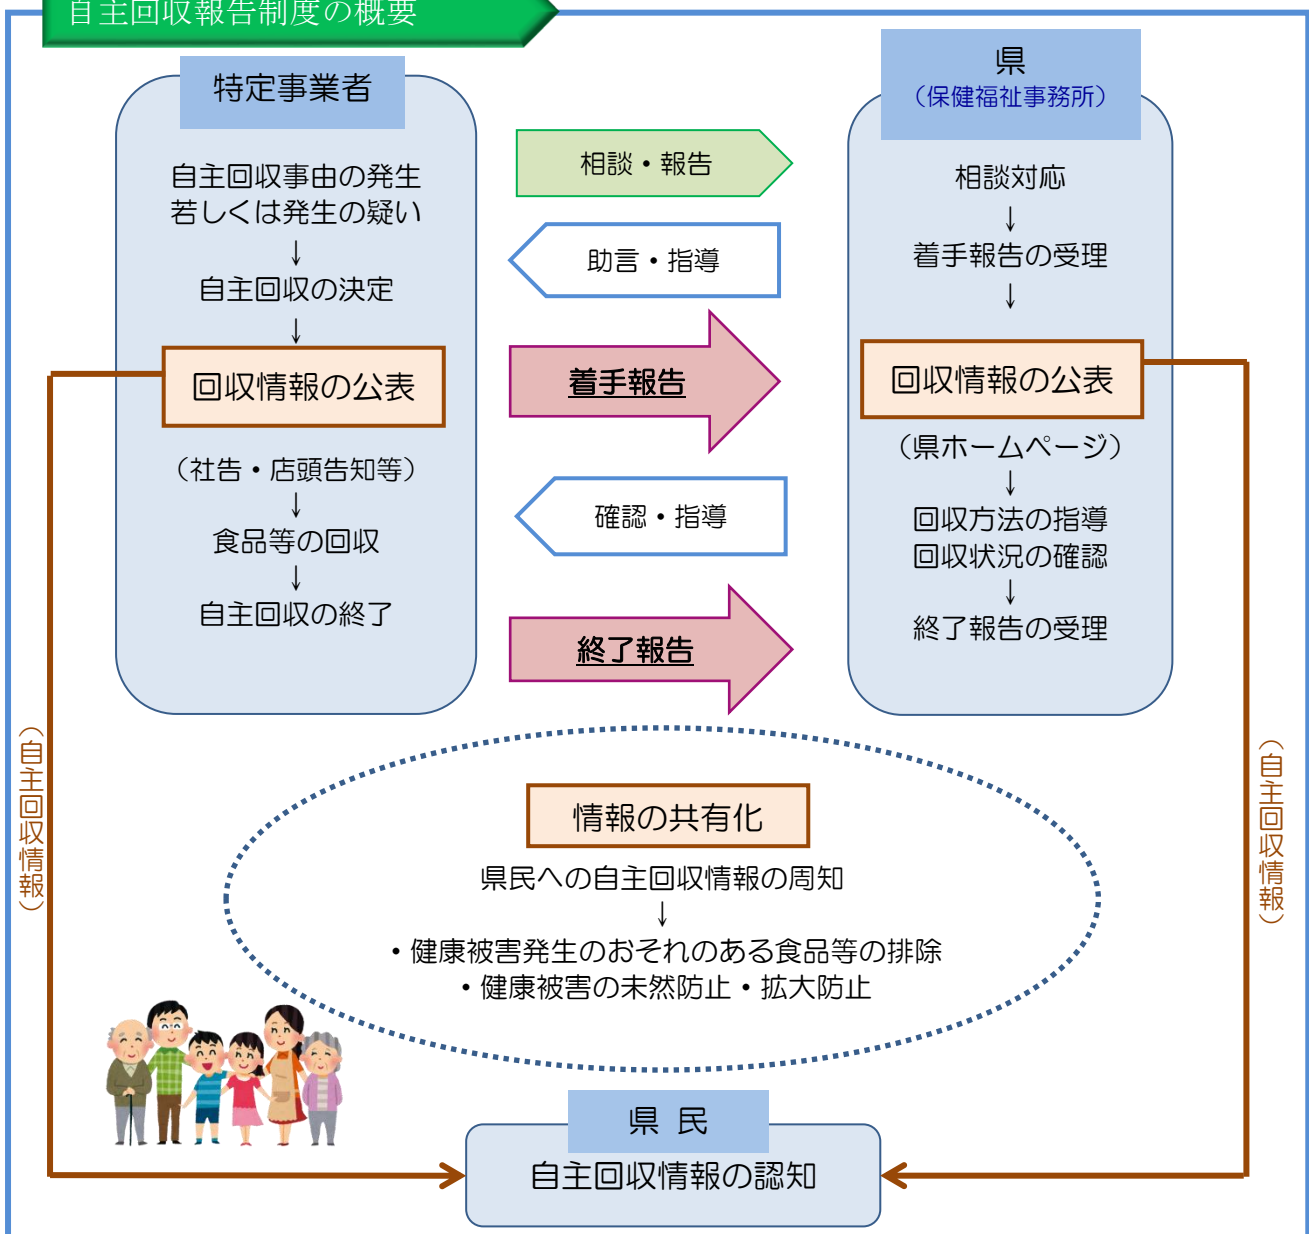 自主回収報告制度の概要
特定事業者
自主回収事由の発生
若しくは発生の疑い
↓
自主回収の決定
↓
回収情報の公表
（社告・店頭告知等）
↓
食品等の回収
↓
自主回収の終了
相談・報告
助言・指導
着手報告
確認・指導
終了報告
県
（保健福祉事務所）
相談対応
↓
着手報告の受理
↓
回収情報の公表
（県ホームページ）
↓
回収方法の指導
回収状況の確認
↓
終了報告の受理
（自主回収情報）
（自主回収情報）
情報の共有化
県民への自主回収情報の周知
↓
・健康被害発生のおそれのある食品等の排除
・健康被害の未然防止・拡大防止
県 民
自主回収情報の認知